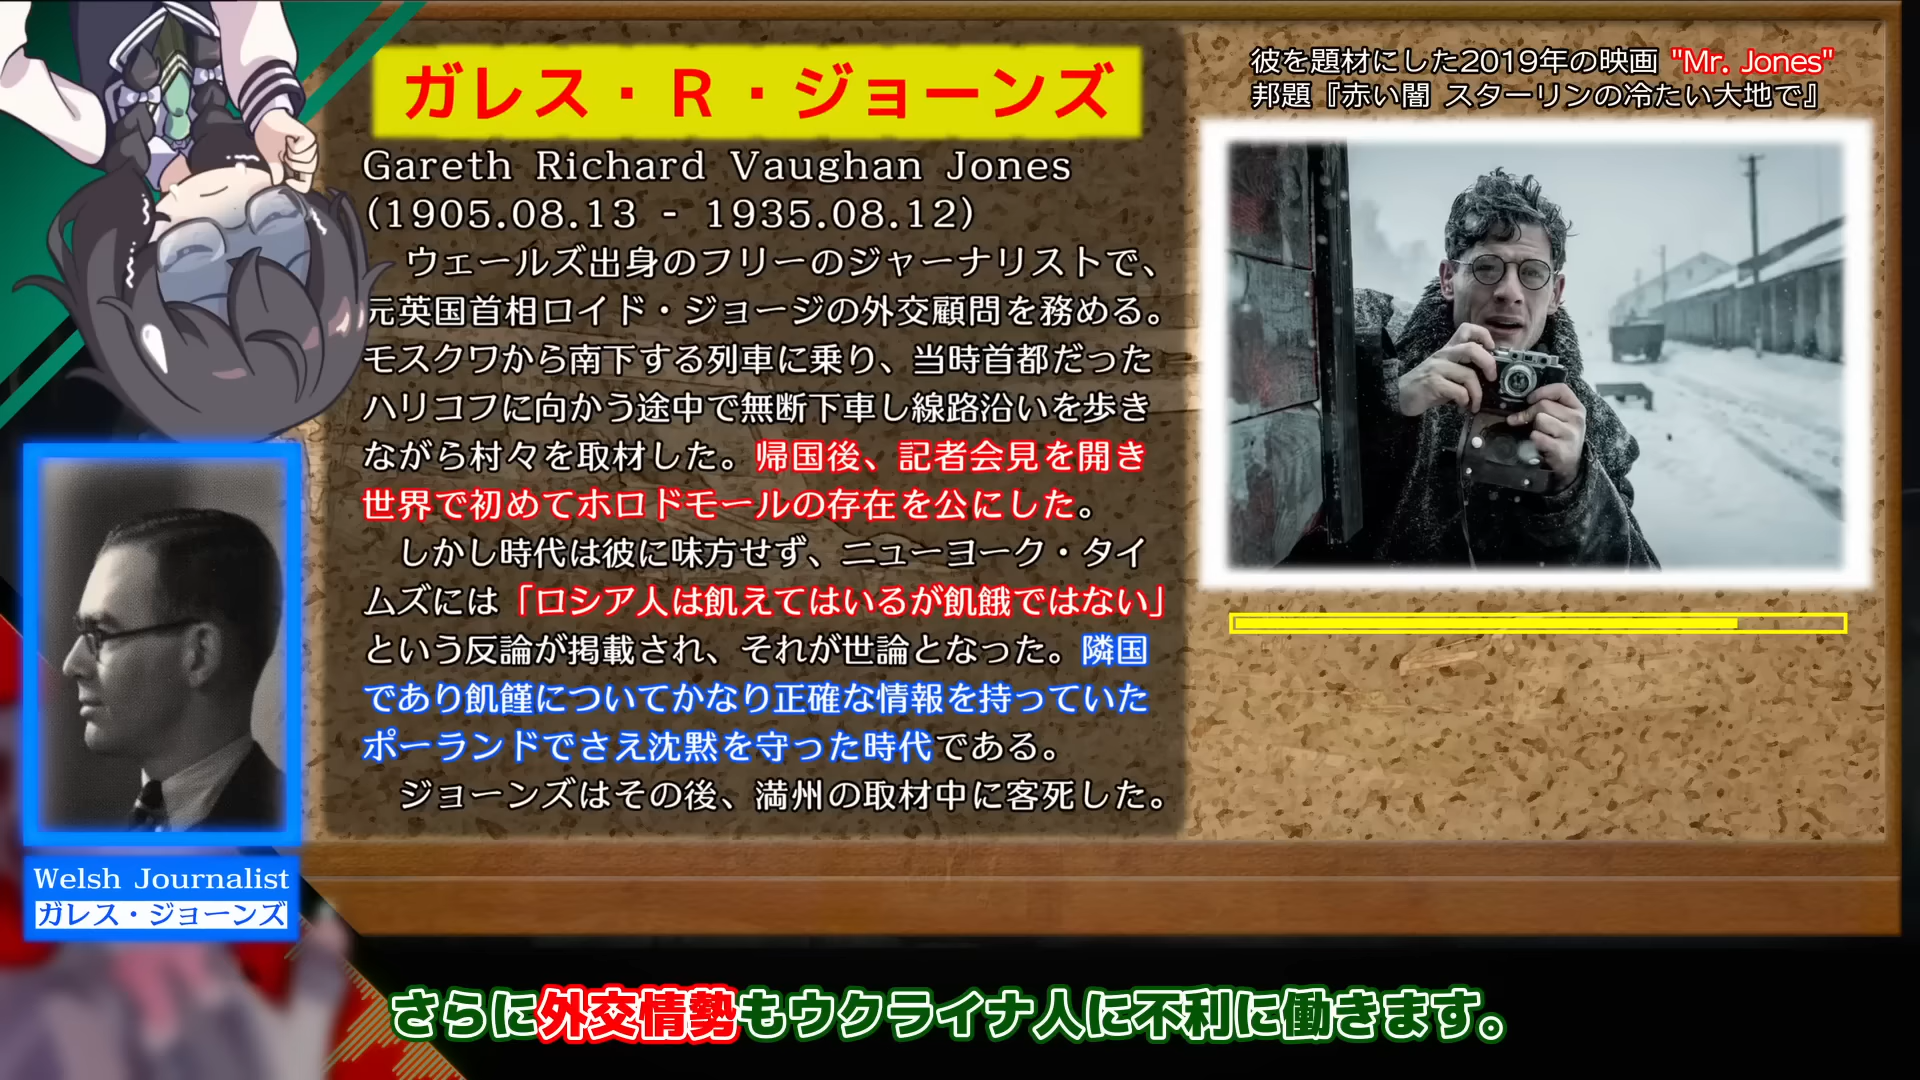 ガレス・R・ジョーンズ
Gareth Richard Vaughan Jones
(1905.08.13 - 1935.08.12)
ウェールズ出身のフリーのジャーナリストで、
元英国首相ロイド・ジョージの外交顧問を務める。
モスクワから南下する列車に乗り、当時首都だった
ハリコフに向かう途中で無断下車し線路沿いを歩き
ながら村々を取材した。帰国後、記者会見を開き
世界で初めてホロドモールの存在を公にした。
しかし時代は彼に味方せず、ニューヨーク・タイ
ムズには「ロシア人は飢えてはいるが飢餓ではない」
という反論が掲載され、それが世論となった。隣国
であり飢饉についてかなり正確な情報を持っていた
ポーランドでさえ沈黙を守った時代である。
ジョーンズはその後、満州の取材中に客死した。
彼を題材にした2019年の映画 "Mr. Jones"
邦題『赤い闇 スターリンの冷たい大地で』
Welsh Journalist
ガレス・ジョーンズ
さらに外交情勢もウクライナ人に不利に働きます。